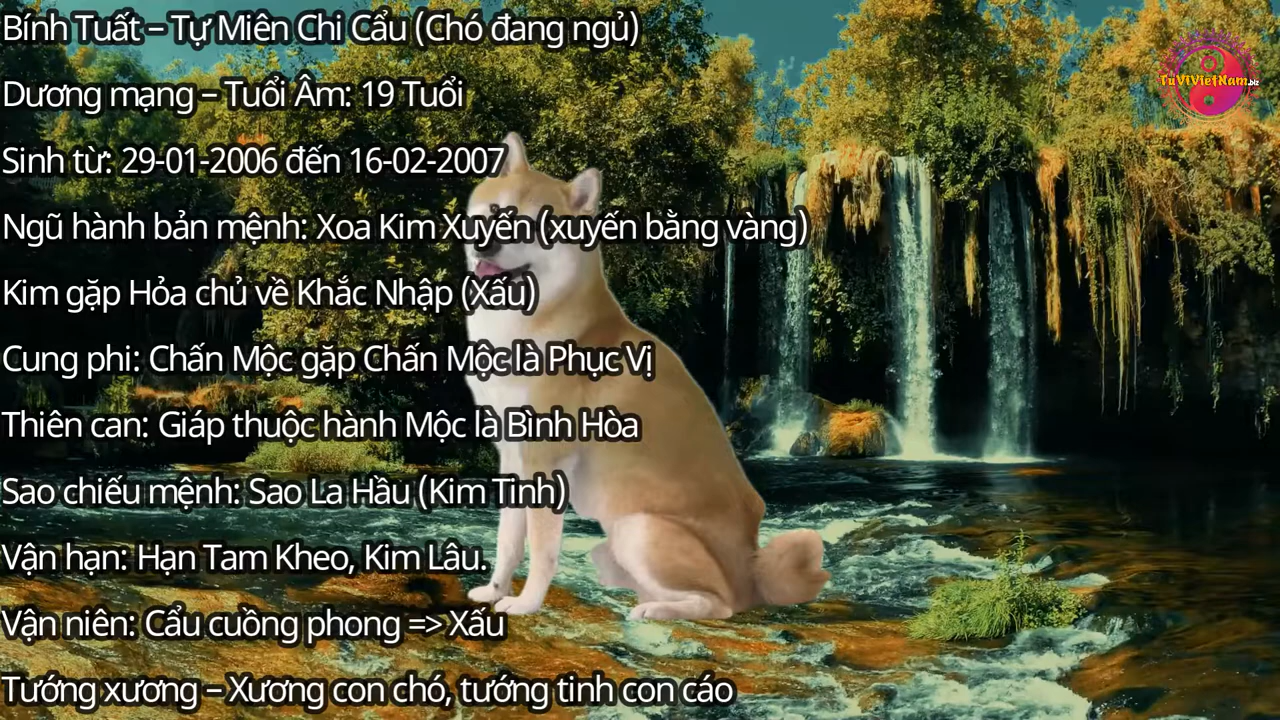 Bính Tuất – Tự Miên Chi Cẩu (Chó đang ngủ)
TuViVietNam.biz
Dương mạng – Tuổi Âm: 19 Tuổi
Sinh từ: 29-01-2006 đến 16-02-2007
Ngũ hành bản mệnh: Xoa Kim Xuyến (xuyến bằng vàng)
Kim gặp Hỏa chủ về Khắc Nhập (Xấu)
Cung phi: Chấn Mộc gặp Chấn Mộc là Phục Vị
Thiên can: Giáp thuộc hành Mộc là Bình Hòa
Sao chiếu mệnh: Sao La Hầu (Kim Tinh)
Vận hạn: Hạn Tam Kheo, Kim Lâu.
Vận niên: Cẩu cuồng phong => Xấu
Tướng xương – Xương con chó, tướng tinh con cáo